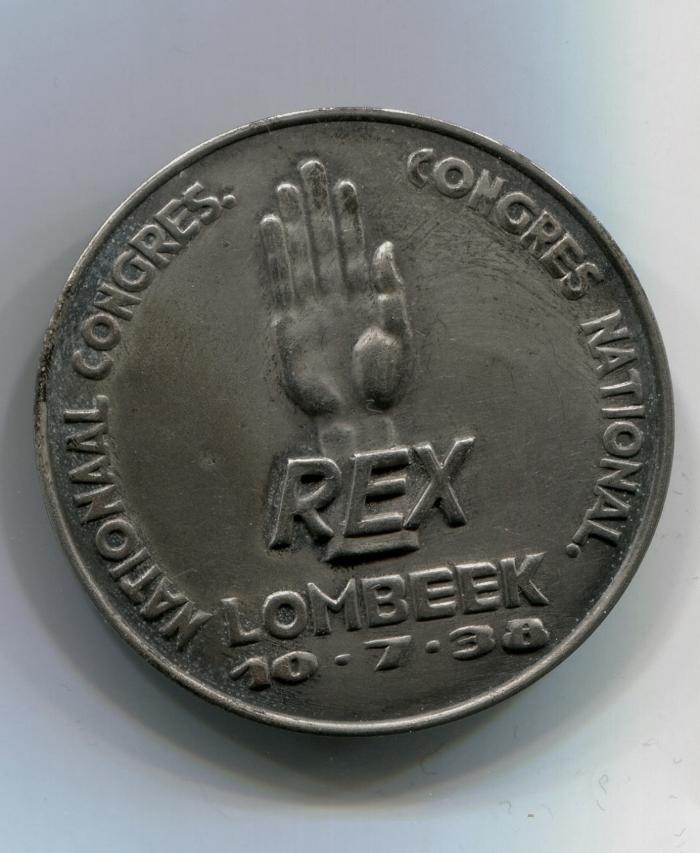 NATIONAAL CONGRES.
CONGRES NATIONAL.
REX
LOMBEEK
10·7·38